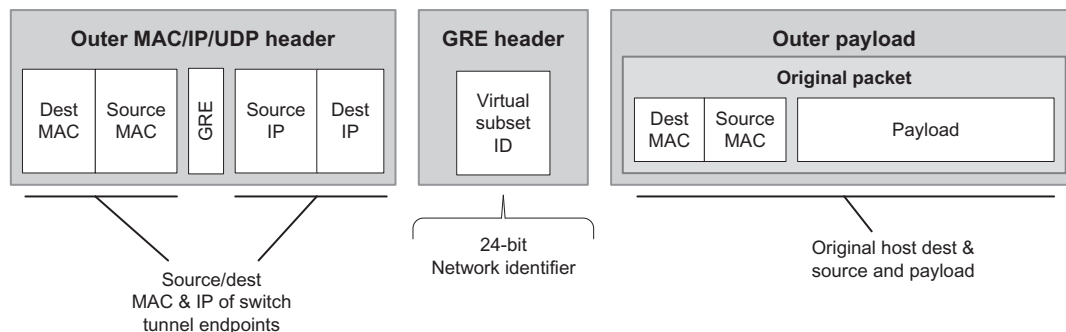 Outer MAC/IP/UDP header
GRE header
Outer payload
Original packet
Dest
MAC
Source
MAC
GRE
Source
IP
Dest
IP
Virtual
subset
ID
Dest
MAC
Source
MAC
Payload
24-bit
Network identifier
Original host dest &
source and payload
Source/dest
MAC & IP of switch
tunnel endpoints